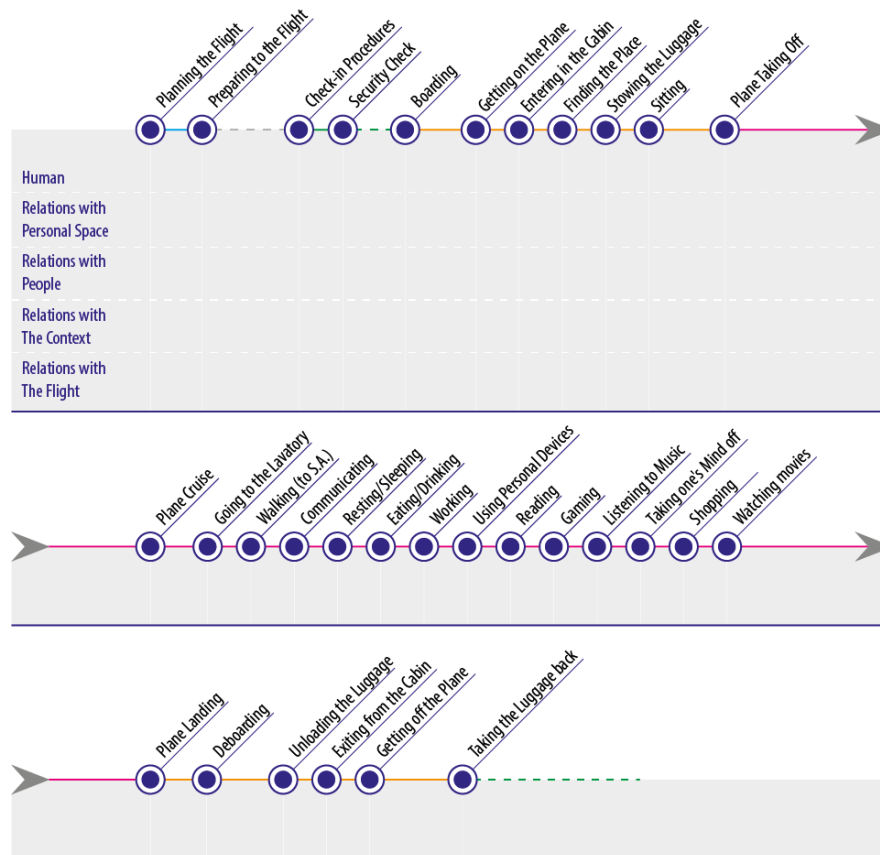 Planning the Flight
Preparing to the Flight
Check-in Procedures
Security Check
Boarding
Getting on the Plane
Entering in the Cabin
Finding the Place
Stowing the Luggage
Sitting
Plane Taking Off
Human
Relations with
Personal Space
Relations with
People
Relations with
The Context
Relations with
The Flight
Plane Cruise
Going to the Lavatory
Walking (to S.A.)
Communicating
Resting/Sleeping
Eating/Drinking
Working
Using Personal Devices
Reading
Gaming
Listening to Music
Taking one's Mind off
Shopping
Watching movies
Plane Landing
Deboarding
Unloading the Luggage
Exiting from the Cabin
Getting off the Plane
Taking the Luggage back